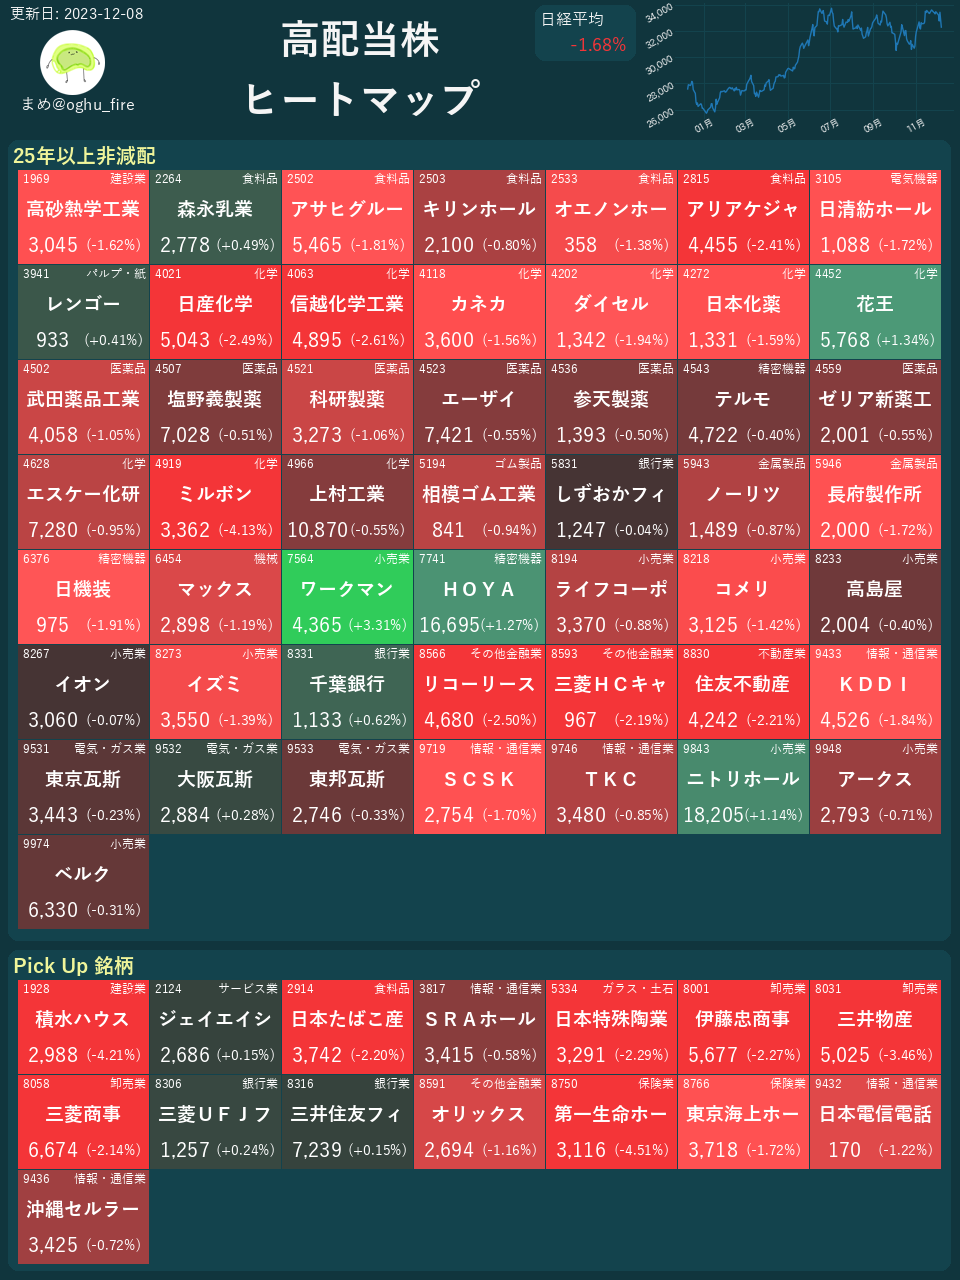 更新日: 2023-12-08
まめ@oghu_fire
高配当株
ヒートマップ
日経平均
-1.68%
34,000
32,000
30,000
28,000
26,000
01月 03月 05月 07月 09月 11月
25年以上非減配
1969 建設業 2264 食料品 2502 食料品 2503 食料品 2533 食料品 2815 食料品 3105 電気機器
高砂熱学工業 森永乳業 アサヒグルー キリンホール オエノンホー アリアケジャ 日清紡ホール
3,045 (-1.62%) 2,778 (+0.49%) 5,465 (-1.81%) 2,100 (-0.80%) 358 (-1.38%) 4,455 (-2.41%) 1,088 (-1.72%)
3941 パルプ・紙 4021 化学 4063 化学 4118 化学 4202 化学 4272 化学 4452 化学
レンゴー 日産化学 信越化学工業 カネカ ダイセル 日本化薬 花王
933 (+0.41%) 5,043 (-2.49%) 4,895 (-2.61%) 3,600 (-1.56%) 1,342 (-1.94%) 1,331 (-1.59%) 5,768 (+1.34%)
4502 医薬品 4507 医薬品 4521 医薬品 4523 医薬品 4536 医薬品 4543 精密機器 4559 医薬品
武田薬品工業 塩野義製薬 科研製薬 エーザイ 参天製薬 テルモ ゼリア新薬工
4,058 (-1.05%) 7,028 (-0.51%) 3,273 (-1.06%) 7,421 (-0.55%) 1,393 (-0.50%) 4,722 (-0.40%) 2,001 (-0.55%)
4628 化学 4919 化学 4966 化学 5194 ゴム製品 5831 銀行業 5943 金属製品 5946 金属製品
エスケー化研 ミルボン 上村工業 相模ゴム工業 しずおかフィ ノーリツ 長府製作所
7,280 (-0.95%) 3,362 (-4.13%) 10,870 (-0.55%) 841 (-0.94%) 1,247 (-0.04%) 1,489 (-0.87%) 2,000 (-1.72%)
6376 精密機器 6454 機械 7564 小売業 7741 精密機器 8194 小売業 8218 小売業 8233 小売業
日機装 マックス ワークマン ＨＯＹＡ ライフコーポ コメリ 高島屋
975 (-1.91%) 2,898 (-1.19%) 4,365 (+3.31%) 16,695 (+1.27%) 3,370 (-0.88%) 3,125 (-1.42%) 2,004 (-0.40%)
8267 小売業 8273 小売業 8331 銀行業 8566 その他金融業 8593 その他金融業 8830 不動産業 9433 情報・通信業
イオン イズミ 千葉銀行 リコーリース 三菱ＨＣキャ 住友不動産 ＫＤＤＩ
3,060 (-0.07%) 3,550 (-1.39%) 1,133 (+0.62%) 4,680 (-2.50%) 967 (-2.19%) 4,242 (-2.21%) 4,526 (-1.84%)
9531 電気・ガス業 9532 電気・ガス業 9533 電気・ガス業 9719 情報・通信業 9746 情報・通信業 9843 小売業 9948 小売業
東京瓦斯 大阪瓦斯 東邦瓦斯 ＳＣＳＫ ＴＫＣ ニトリホール アークス
3,443 (-0.23%) 2,884 (+0.28%) 2,746 (-0.33%) 2,754 (-1.70%) 3,480 (-0.85%) 18,205 (+1.14%) 2,793 (-0.71%)
9974 小売業
ベルク
6,330 (-0.31%)
Pick Up 銘柄
1928 建設業 2124 サービス業 2914 食料品 3817 情報・通信業 5334 ガラス・土石 8001 卸売業 8031 卸売業
積水ハウス ジェイエイシ 日本たばこ産 ＳＲＡホール 日本特殊陶業 伊藤忠商事 三井物産
2,988 (-4.21%) 2,686 (+0.15%) 3,742 (-2.20%) 3,415 (-0.58%) 3,291 (-2.29%) 5,677 (-2.27%) 5,025 (-3.46%)
8058 卸売業 8306 銀行業 8316 銀行業 8591 その他金融業 8750 保険業 8766 保険業 9432 情報・通信業
三菱商事 三菱ＵＦＪフ 三井住友フィ オリックス 第一生命ホー 東京海上ホー 日本電信電話
6,674 (-2.14%) 1,257 (+0.24%) 7,239 (+0.15%) 2,694 (-1.16%) 3,116 (-4.51%) 3,718 (-1.72%) 170 (-1.22%)
9436 情報・通信業
沖縄セルラー
3,425 (-0.72%)